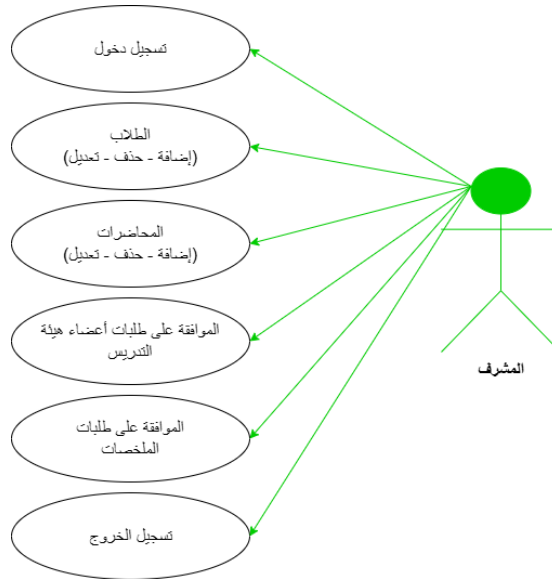 تسجيل دخول
الطلاب
(إضافة - حذف - تعديل)
المحاضرات
(إضافة - حذف - تعديل)
الموافقة على طلبات أعضاء هيئة
التدريس
الموافقة على طلبات
الملخصات
تسجيل الخروج
المشرف